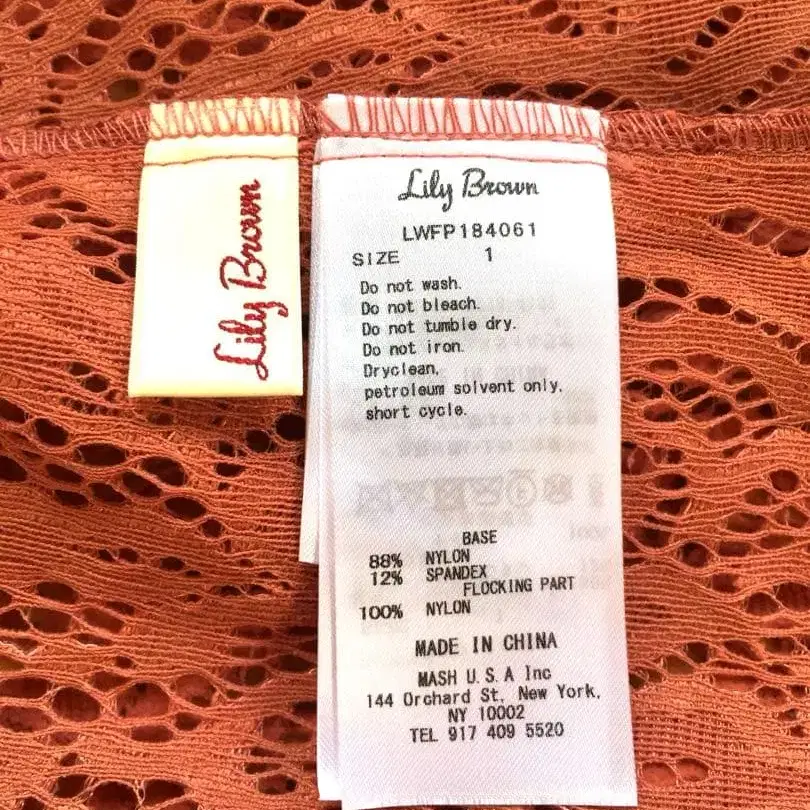 Lily Brown
Lily Brown
LWFP184061
SIZE 1
Do not wash.
Do not bleach.
Do not tumble dry.
Do not iron.
Dryclean,
petroleum solvent only,
short cycle.
BASE
88% NYLON
12% SPANDEX
FLOCKING PART
100% NYLON
MADE IN CHINA
MASH U.S.A Inc
144 Orchard St, New York,
NY 10002
TEL 917 409 5520